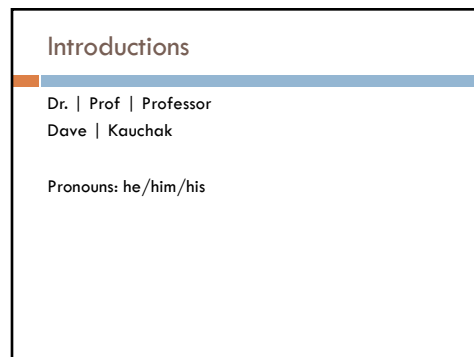 Introductions
Dr. | Prof | Professor
Dave | Kauchak
Pronouns: he/him/his